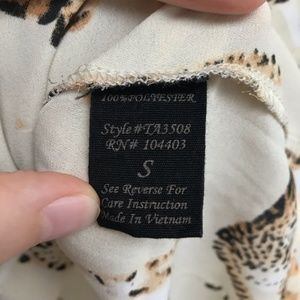 100% POLYESTER
Style#TA3508
RN# 104403
S
See Reverse For
Care Instruction
Made In Vietnam